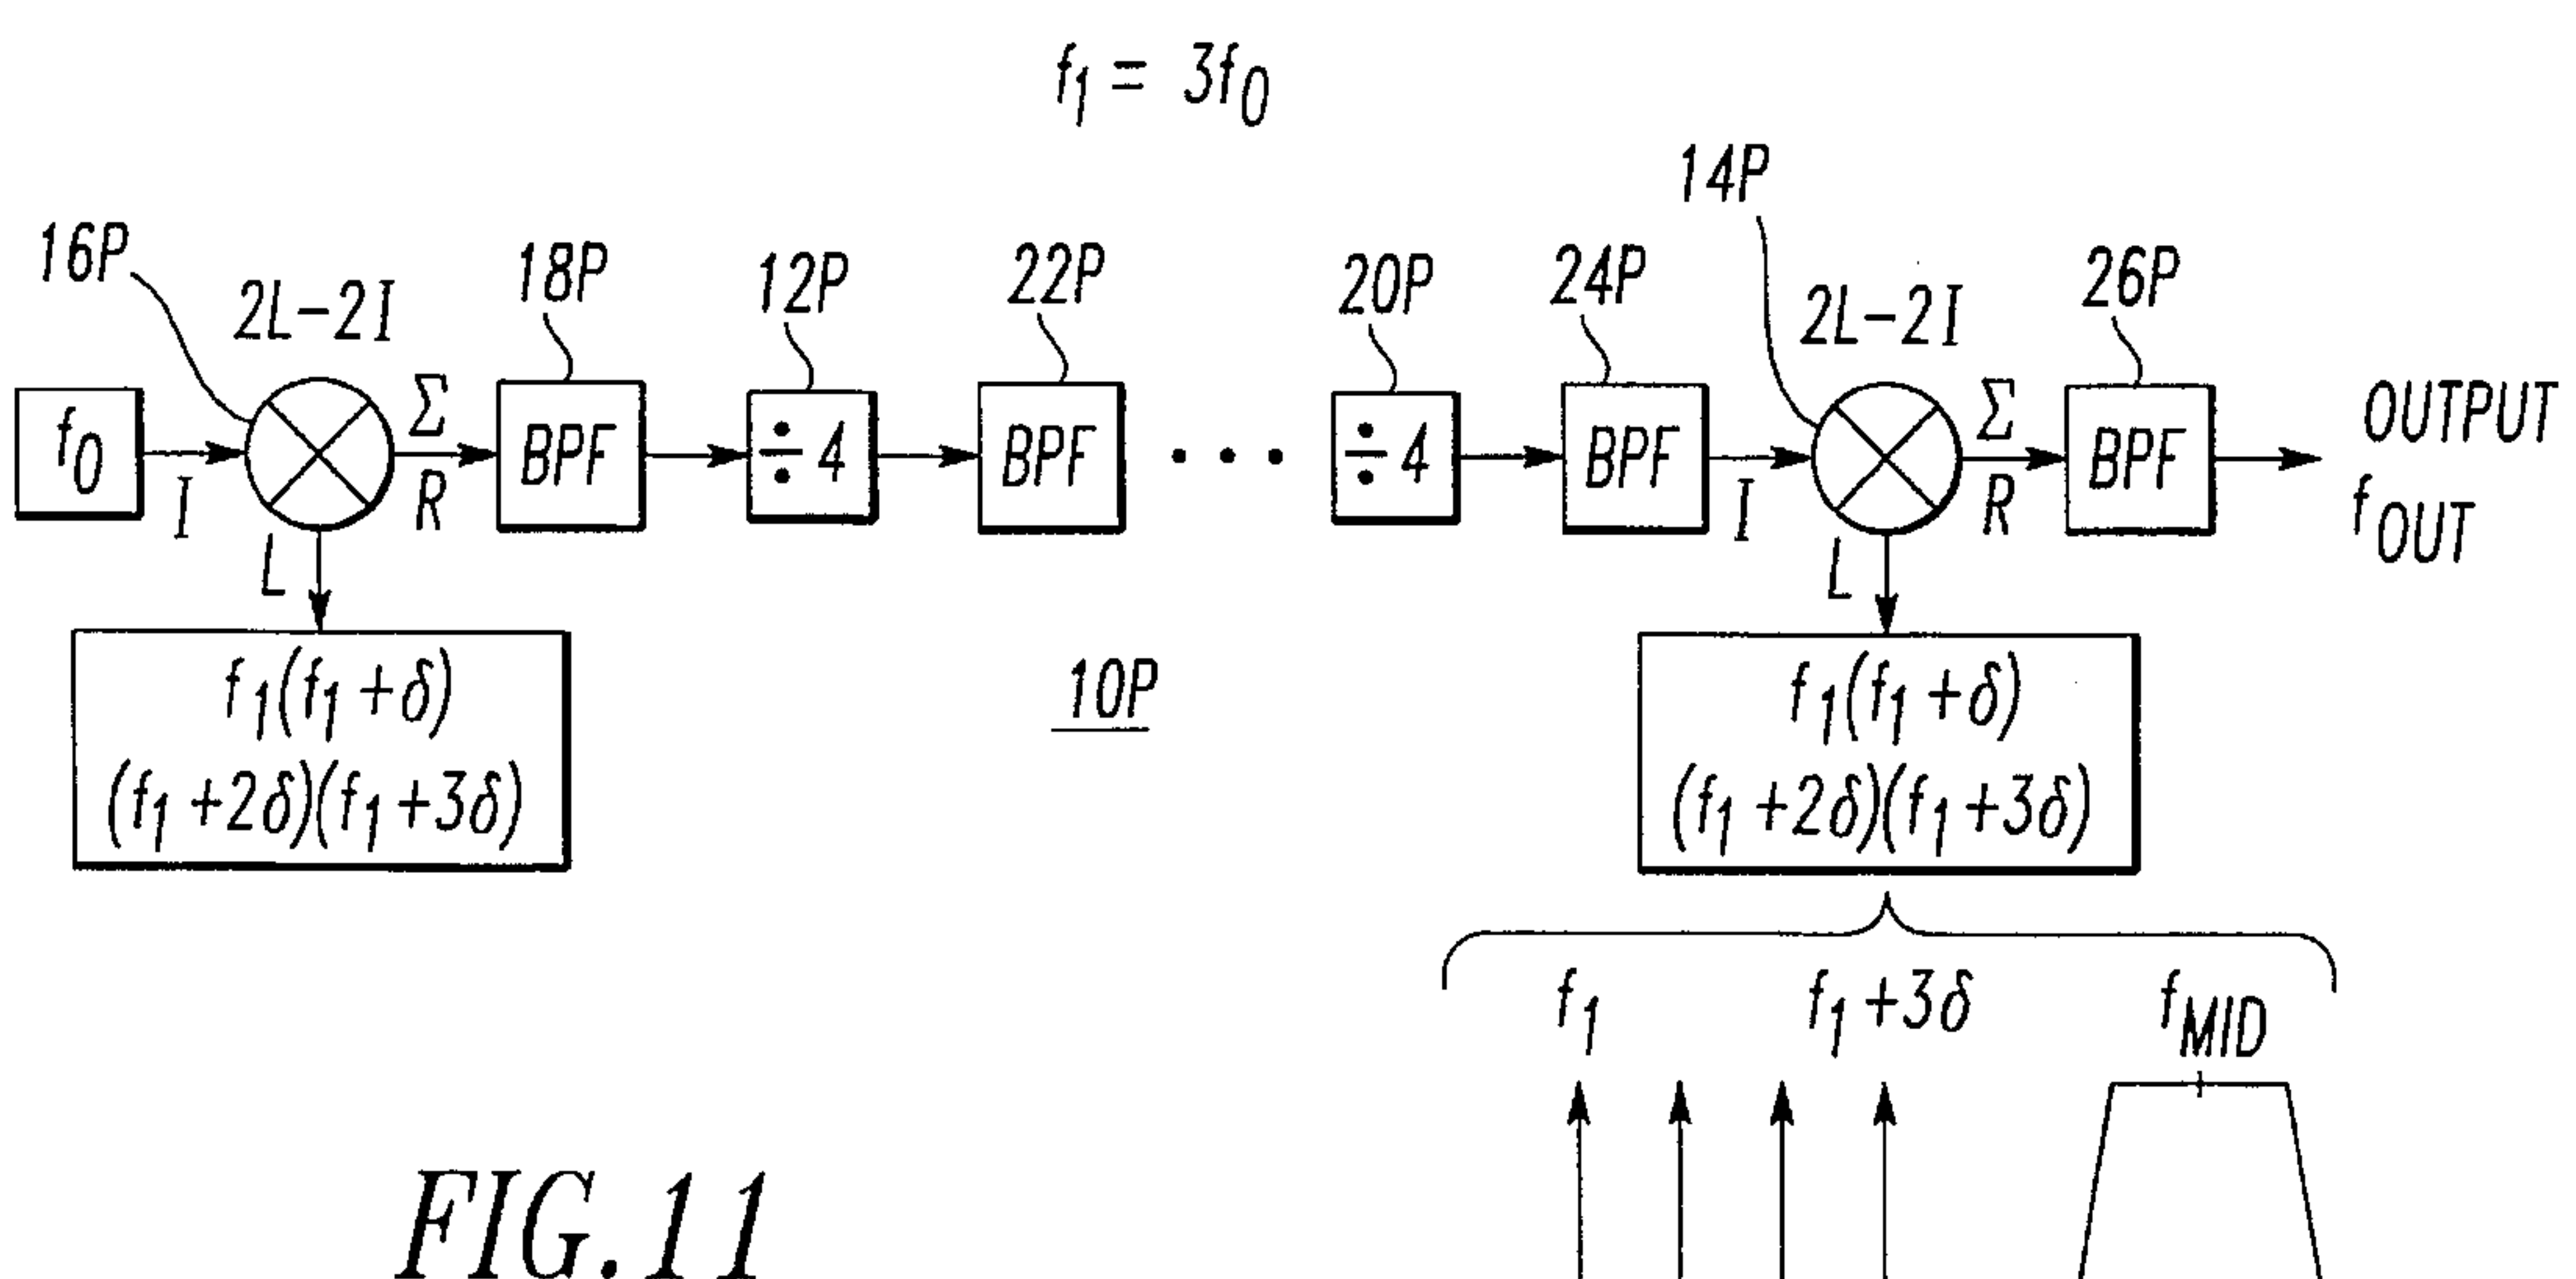 f₁ = 3f₀
14P
16P
2L-2I
18P
12P
22P
20P
24P
2L-2I
26P
f₀
I
Σ
R
L
BPF
÷4
BPF
• • •
÷4
BPF
I
Σ
R
L
BPF
OUTPUT
f OUT
f₁(f₁+δ)
(f₁+2δ)(f₁+3δ)
10P
f₁(f₁+δ)
(f₁+2δ)(f₁+3δ)
f₁
f₁+3δ
f MID
FIG.11